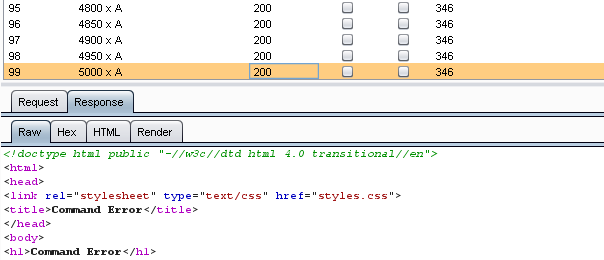 95 4800 x A 200 346
96 4850 x A 200 346
97 4900 x A 200 346
98 4950 x A 200 346
99 5000 x A 200 346
Request Response
Raw Hex HTML Render
<!doctype html public "-//w3c//dtd html 4.0 transitional//en">
<html>
<head>
<link rel="stylesheet" type="text/css" href="styles.css">
<title>Command Error</title>
</head>
<body>
<h1>Command Error</h1>